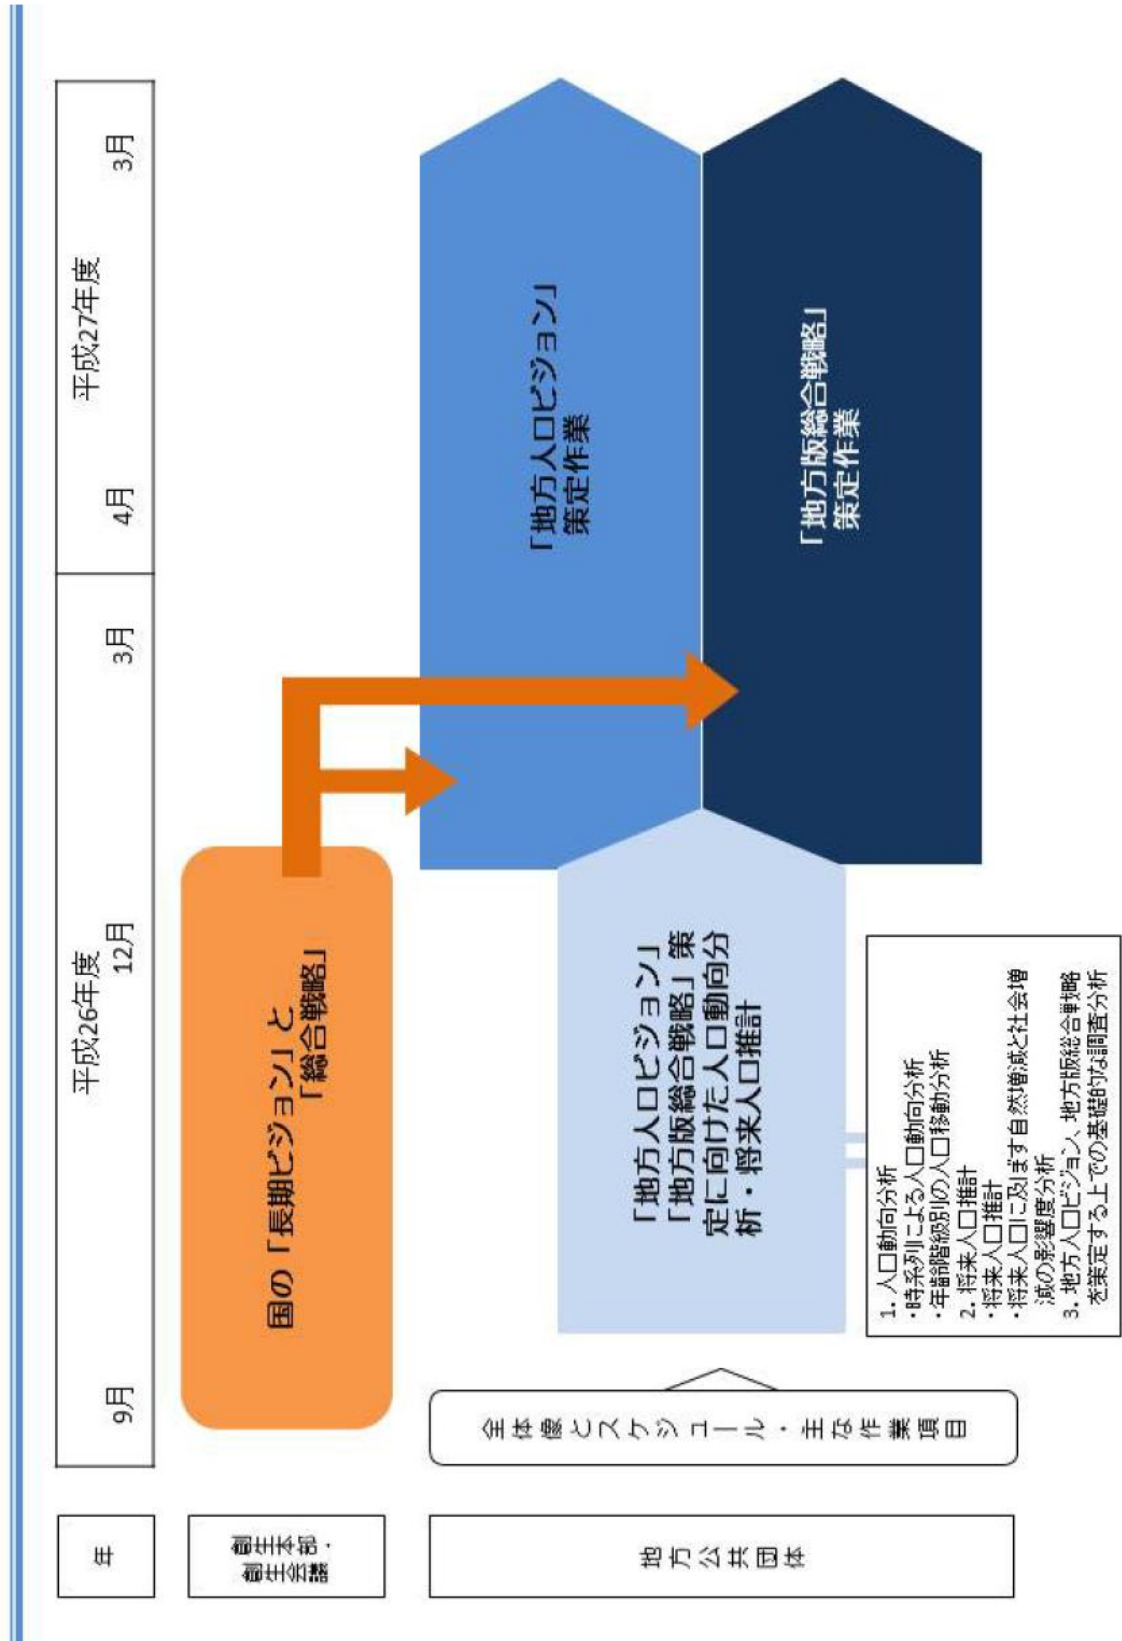 年
平成26年度
平成27年度
9月
12月
3月
4月
3月
創生本部・
創生会議
国の「長期ビジョン」と
「総合戦略」
地方公共団体
全体像とスケジュール・主な作業項目
「地方人口ビジョン」
「地方版総合戦略」策
定に向けた人口動向分
析・将来人口推計
「地方人口ビジョン」
策定作業
「地方版総合戦略」
策定作業
1. 人口動向分析
・時系列による人口動向分析
・年齢階級別の人口移動分析
2. 将来人口推計
・将来人口推計
・将来人口に及ぼす自然増減と社会増
減の影響度分析
3. 地方人口ビジョン、地方版総合戦略
を策定する上での基礎的な調査分析